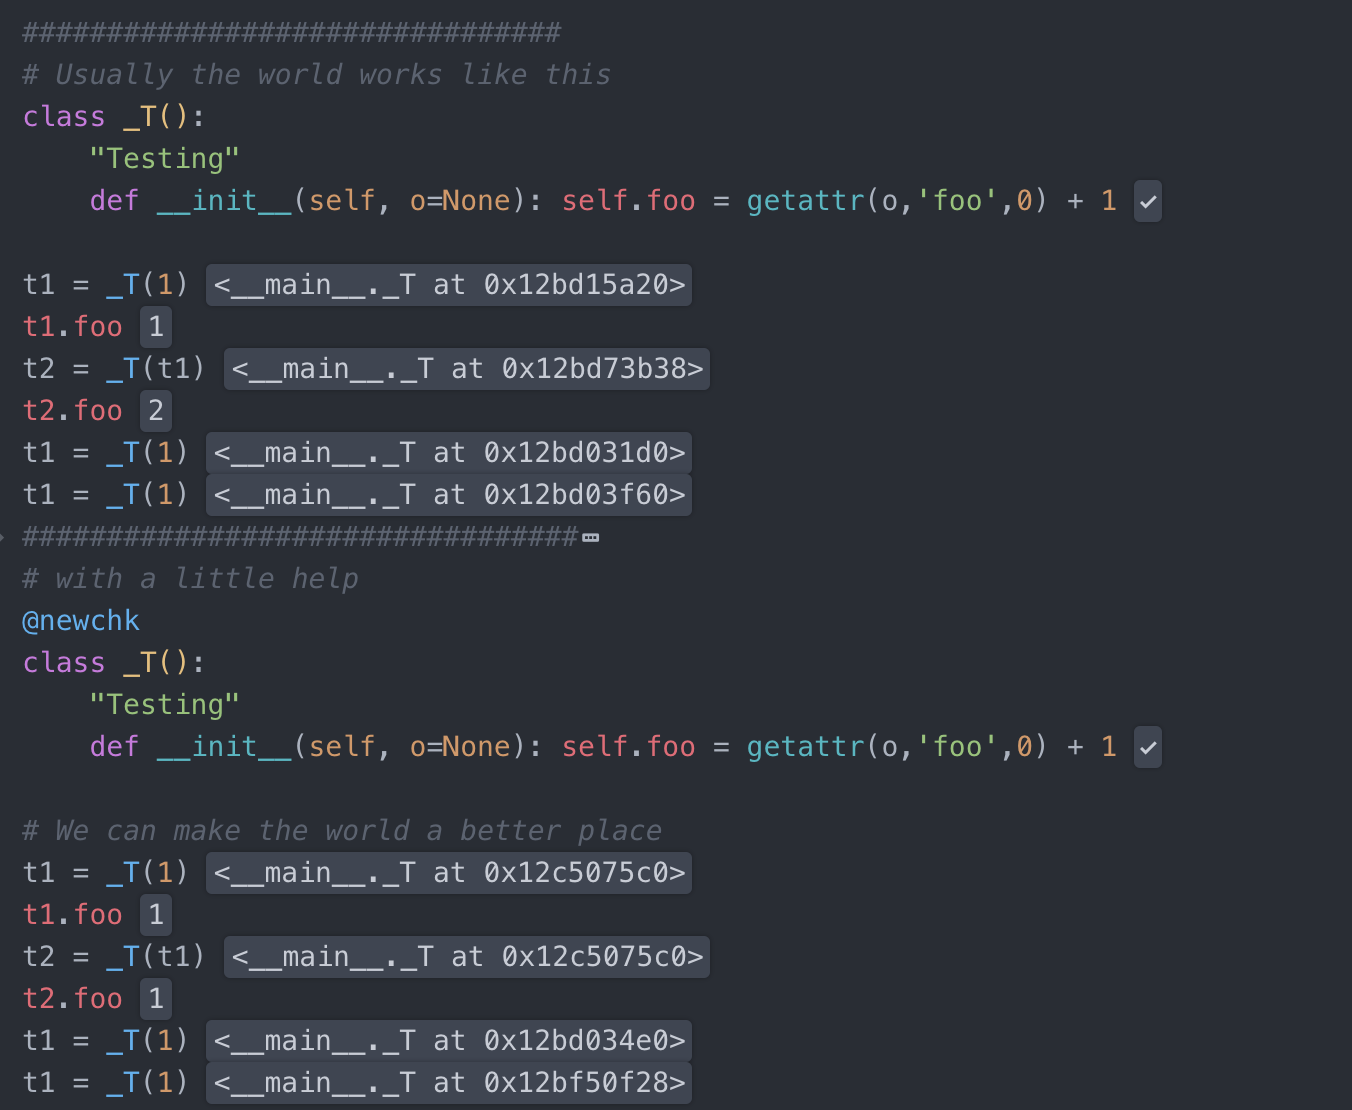 ################################
# Usually the world works like this
class _T():
    "Testing"
    def __init__(self, o=None): self.foo = getattr(o,'foo',0) + 1 ✓
t1 = _T(1) <__main__._T at 0x12bd15a20>
t1.foo 1
t2 = _T(t1) <__main__._T at 0x12bd73b38>
t2.foo 2
t1 = _T(1) <__main__._T at 0x12bd031d0>
t1 = _T(1) <__main__._T at 0x12bd03f60>
#################################
# with a little help
@newchk
class _T():
    "Testing"
    def __init__(self, o=None): self.foo = getattr(o,'foo',0) + 1 ✓
# We can make the world a better place
t1 = _T(1) <__main__._T at 0x12c5075c0>
t1.foo 1
t2 = _T(t1) <__main__._T at 0x12c5075c0>
t2.foo 1
t1 = _T(1) <__main__._T at 0x12bd034e0>
t1 = _T(1) <__main__._T at 0x12bf50f28>